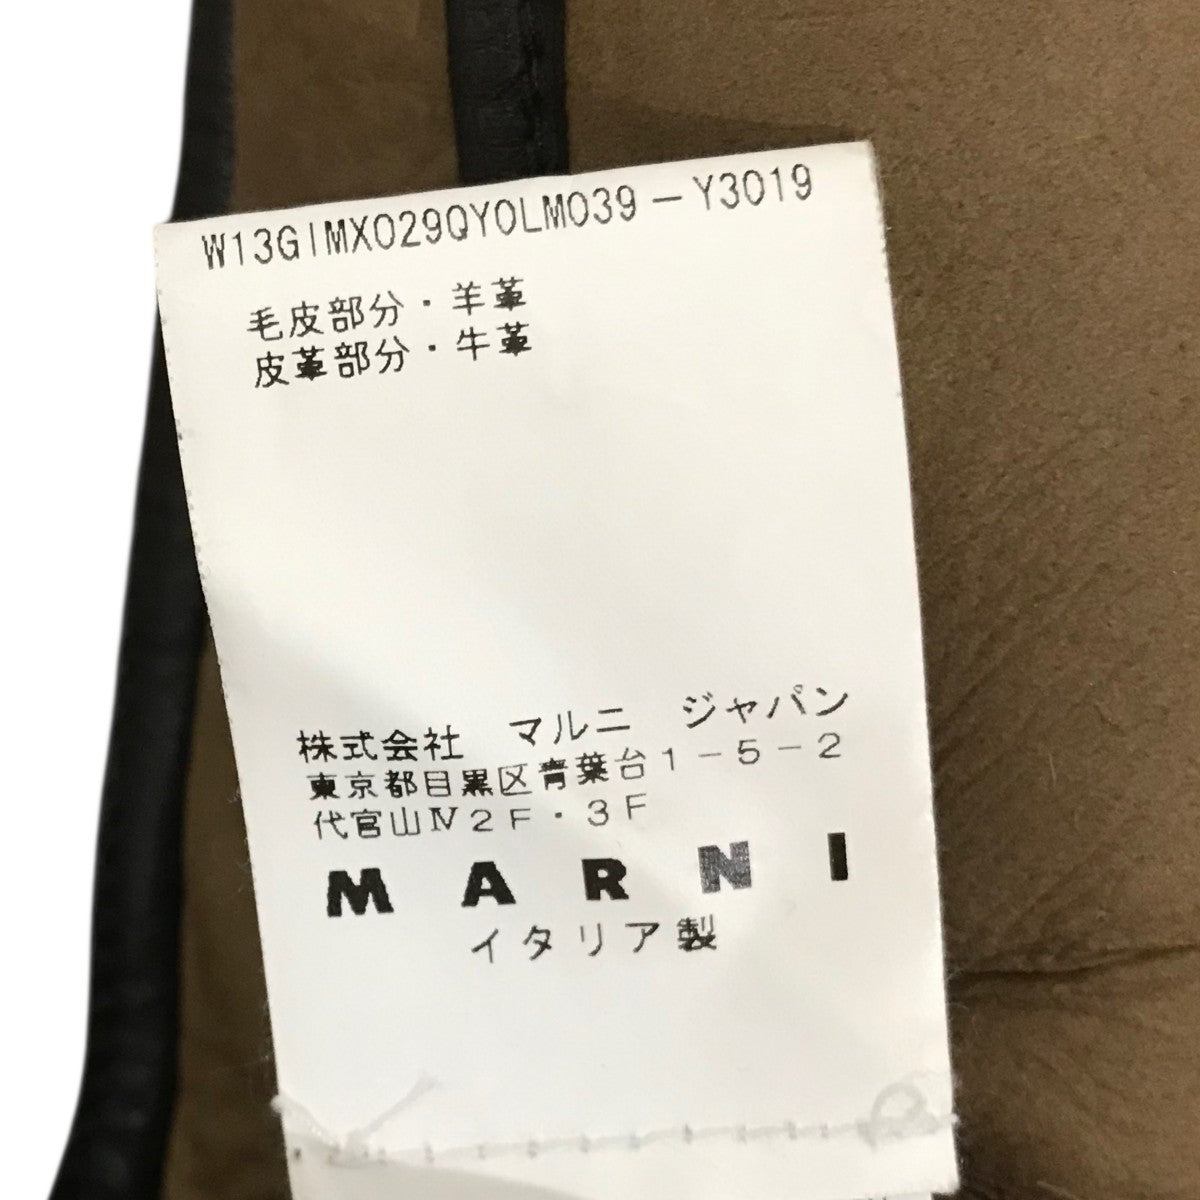 W13GIMX029QY0LM039－Y3019
毛皮部分・羊革
皮革部分・牛革
株式会社　マルニ　ジャパン
東京都目黒区青葉台1－5－2
代官山Ⅳ2F・3F
MARNI
イタリア製